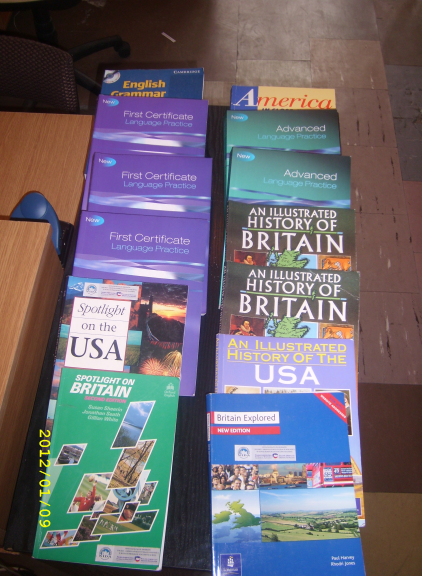 CAMBRIDGE
English
Grammar
New
First Certificate
Language Practice
New
First Certificate
Language Practice
New
First Certificate
Language Practice
Spotlight
on the
USA
SPOTLIGHT ON
BRITAIN
SECOND EDITION
Susan Sheerin
Jonathan Seath
Gillian White
America
New
Advanced
Language Practice
New
Advanced
Language Practice
AN ILLUSTRATED
HISTORY OF
BRITAIN
AN ILLUSTRATED
HISTORY OF
BRITAIN
AN ILLUSTRATED
HISTORY OF THE
USA
Britain Explored
NEW EDITION
Paul Harvey
Rhodri Jones
2012/01/09